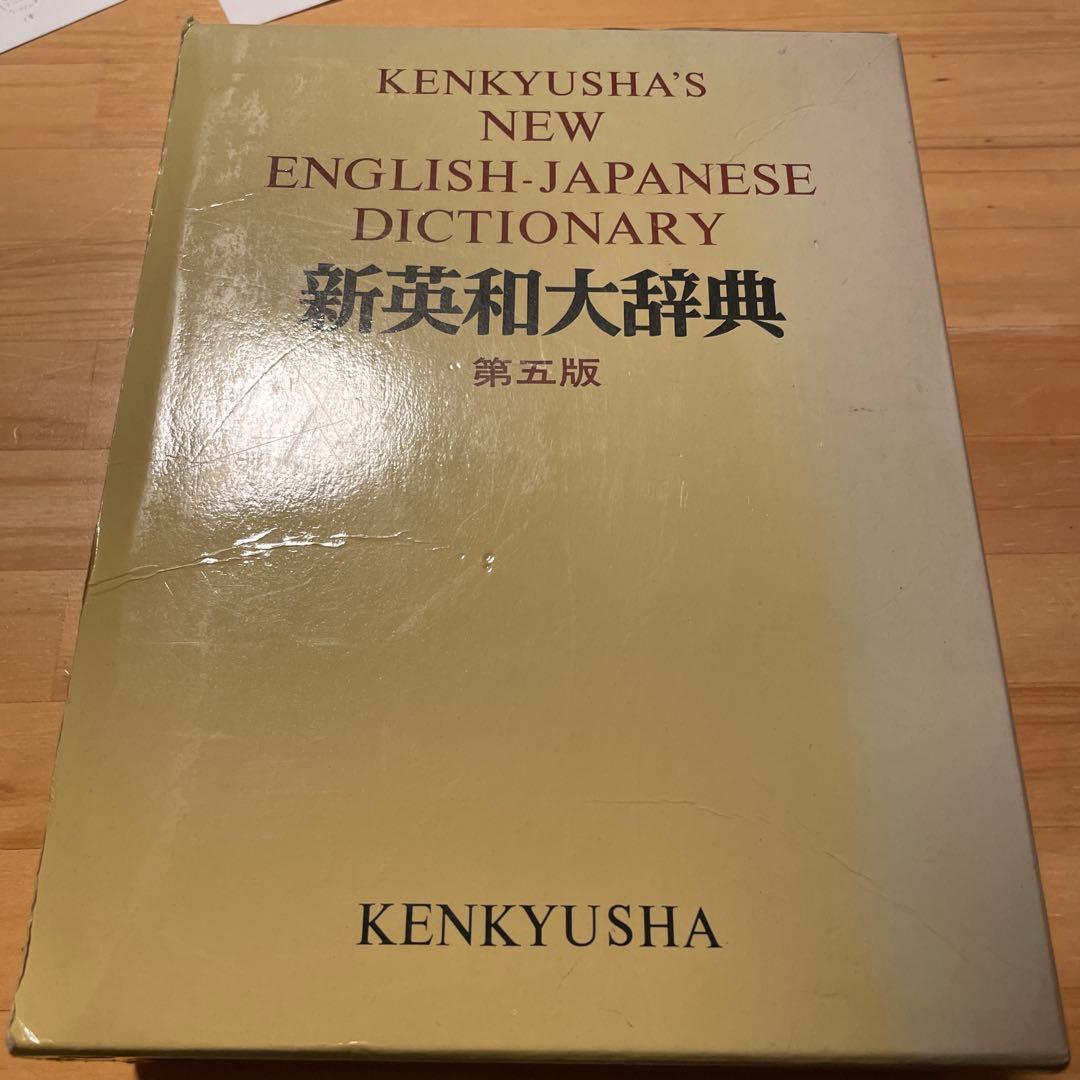 KENKYUSHA'S
NEW
ENGLISH-JAPANESE
DICTIONARY
新英和大辞典
第五版
KENKYUSHA